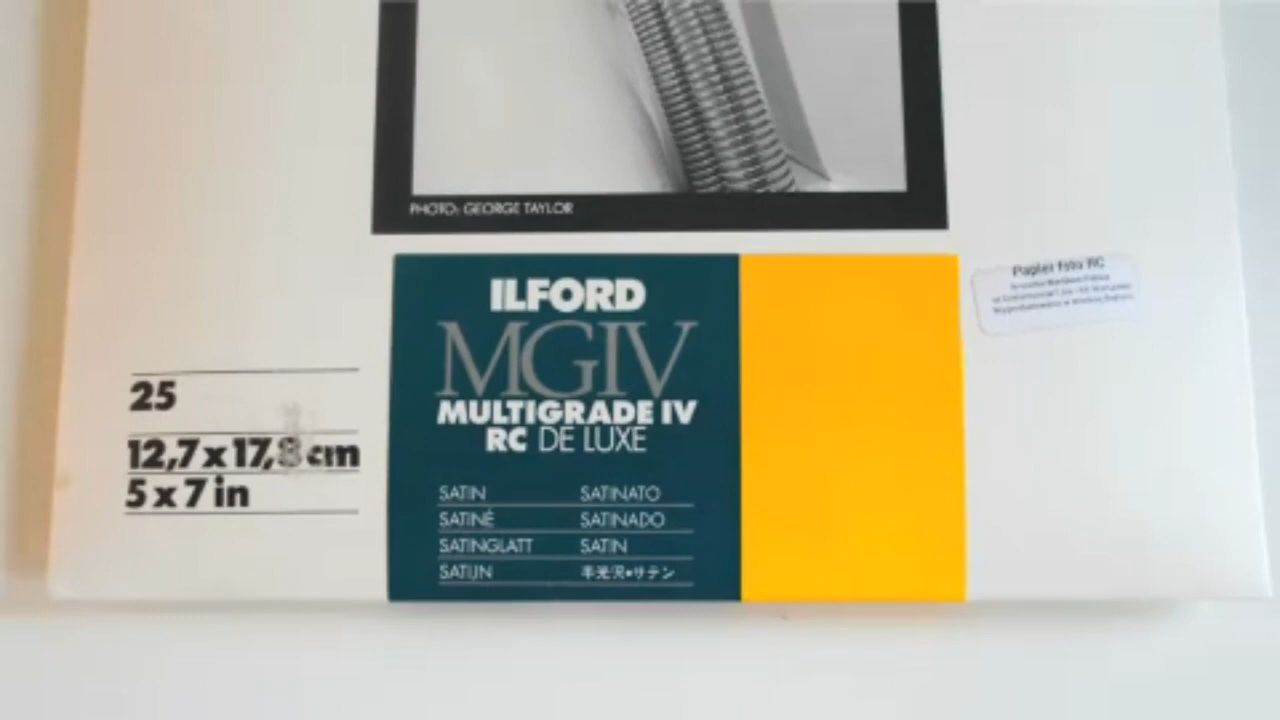 PHOTO: GEORGE TAYLOR
ILFORD
MGIV
MULTIGRADE IV
RC DE LUXE
25
12,7 x 17,8 cm
5 x 7 in
SATIN SATINATO
SATINÉ SATINADO
SATINGLATT SATIN
SATIJN 半光沢•サテン
Papier foto RC